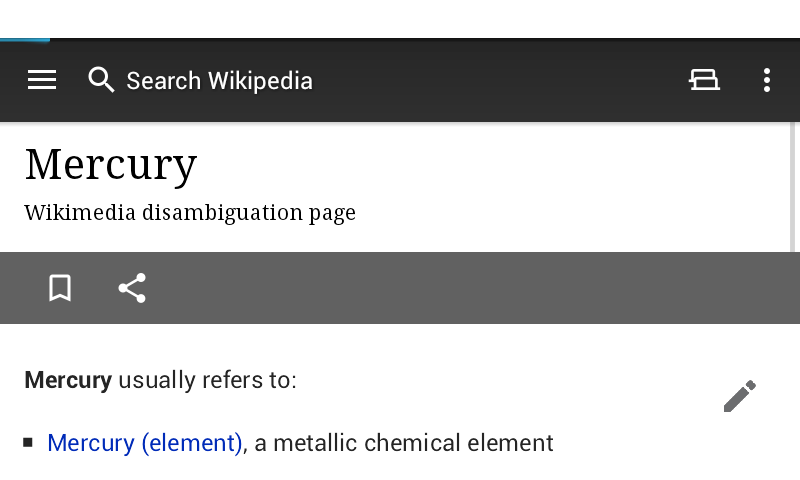 Search Wikipedia
Mercury
Wikimedia disambiguation page
Mercury usually refers to:
Mercury (element), a metallic chemical element